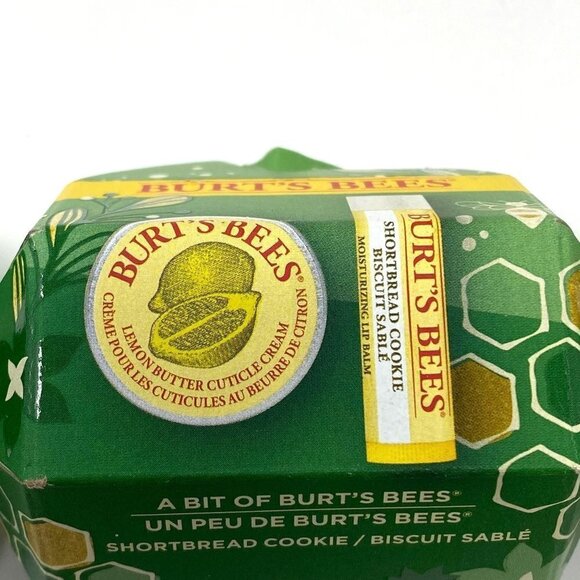 BURT'S BEES
BURT'S BEES®
LEMON BUTTER CUTICLE CREAM
CRÈME POUR LES CUTICULES AU BEURRE DE CITRON
BURT'S BEES®
SHORTBREAD COOKIE
BISCUIT SABLÉ
MOISTURIZING LIP BALM
A BIT OF BURT'S BEES®
UN PEU DE BURT'S BEES®
SHORTBREAD COOKIE / BISCUIT SABLÉ